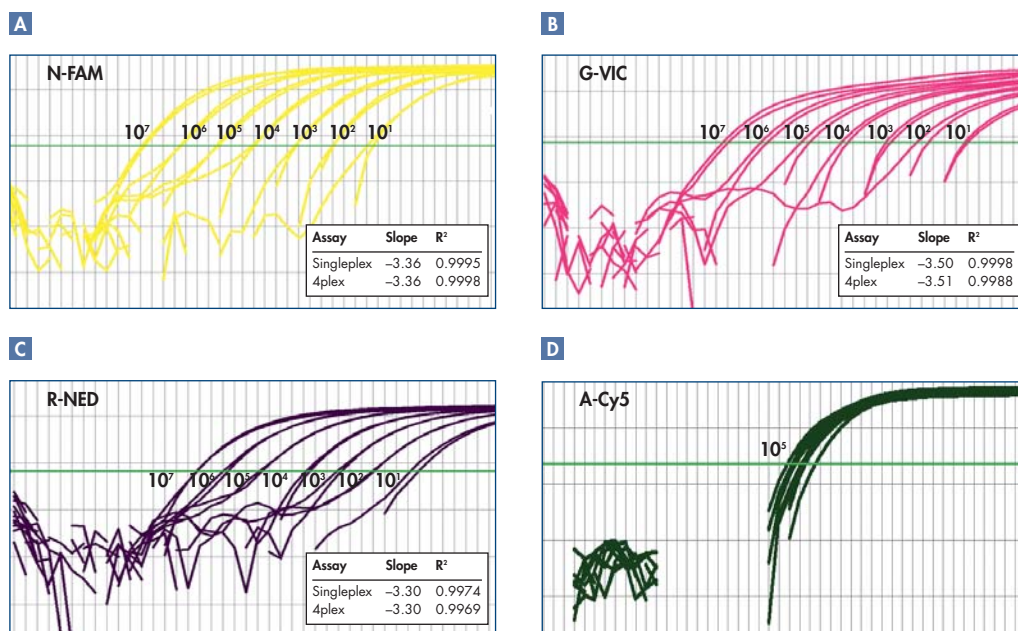 A
N-FAM
10⁷ 10⁶ 10⁵ 10⁴ 10³ 10² 10¹
Assay Slope R²
Singleplex –3.36 0.9995
4plex –3.36 0.9998
B
G-VIC
10⁷ 10⁶ 10⁵ 10⁴ 10³ 10² 10¹
Assay Slope R²
Singleplex –3.50 0.9998
4plex –3.51 0.9988
C
R-NED
10⁷ 10⁶ 10⁵ 10⁴ 10³ 10² 10¹
Assay Slope R²
Singleplex –3.30 0.9974
4plex –3.30 0.9969
D
A-Cy5
10⁵